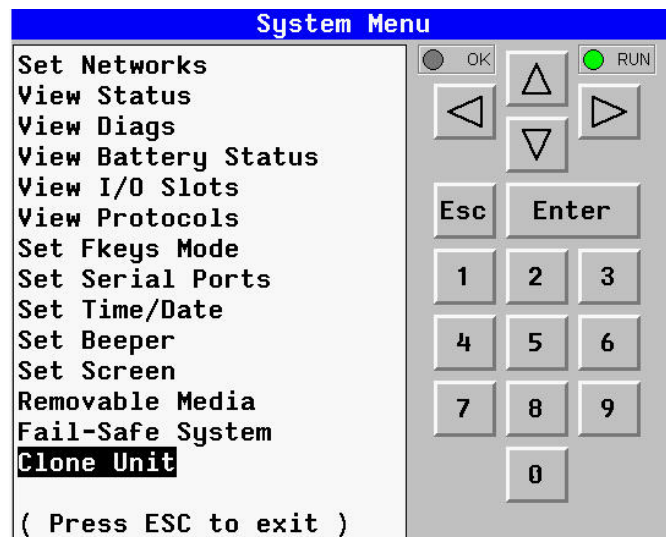 System Menu
Set Networks
View Status
View Diags
View Battery Status
View I/O Slots
View Protocols
Set Fkeys Mode
Set Serial Ports
Set Time/Date
Set Beeper
Set Screen
Removable Media
Fail-Safe System
Clone Unit
( Press ESC to exit )
OK RUN
Esc Enter
1 2 3
4 5 6
7 8 9
0